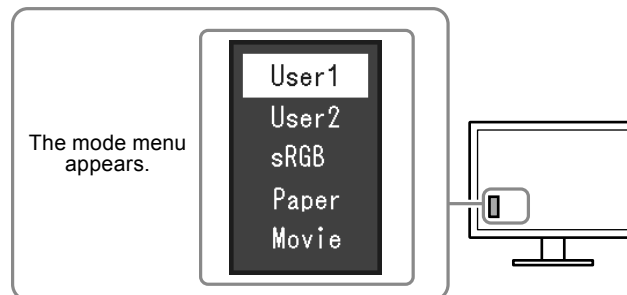 The mode menu
appears.
User1
User2
sRGB
Paper
Movie